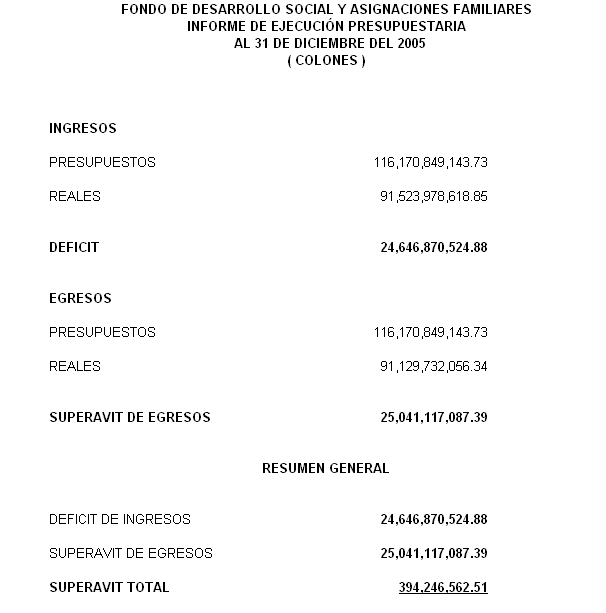 FONDO DE DESARROLLO SOCIAL Y ASIGNACIONES FAMILIARES
INFORME DE EJECUCIÓN PRESUPUESTARIA
AL 31 DE DICIEMBRE DEL 2005
( COLONES )
INGRESOS
PRESUPUESTOS 116,170,849,143.73
REALES 91,523,978,618.85
DEFICIT 24,646,870,524.88
EGRESOS
PRESUPUESTOS 116,170,849,143.73
REALES 91,129,732,056.34
SUPERAVIT DE EGRESOS 25,041,117,087.39
RESUMEN GENERAL
DEFICIT DE INGRESOS 24,646,870,524.88
SUPERAVIT DE EGRESOS 25,041,117,087.39
SUPERAVIT TOTAL 394,246,562.51